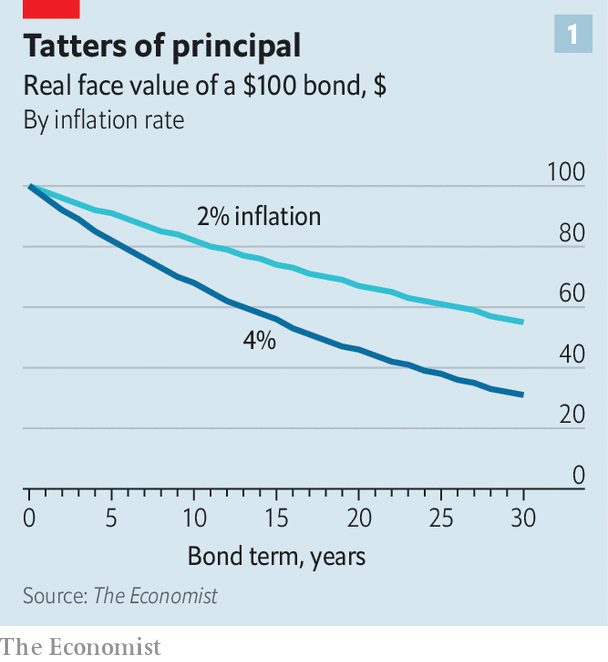 1
Tatters of principal
Real face value of a $100 bond, $
By inflation rate
100
2% inflation
80
60
4%
40
20
0
0 5 10 15 20 25 30
Bond term, years
Source: The Economist
The Economist